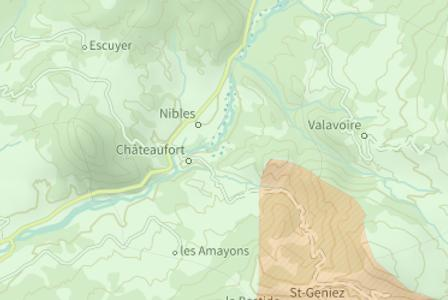 Escuyer
Nibles
Valavoire
Châteaufort
les Amayons
St-Geniez